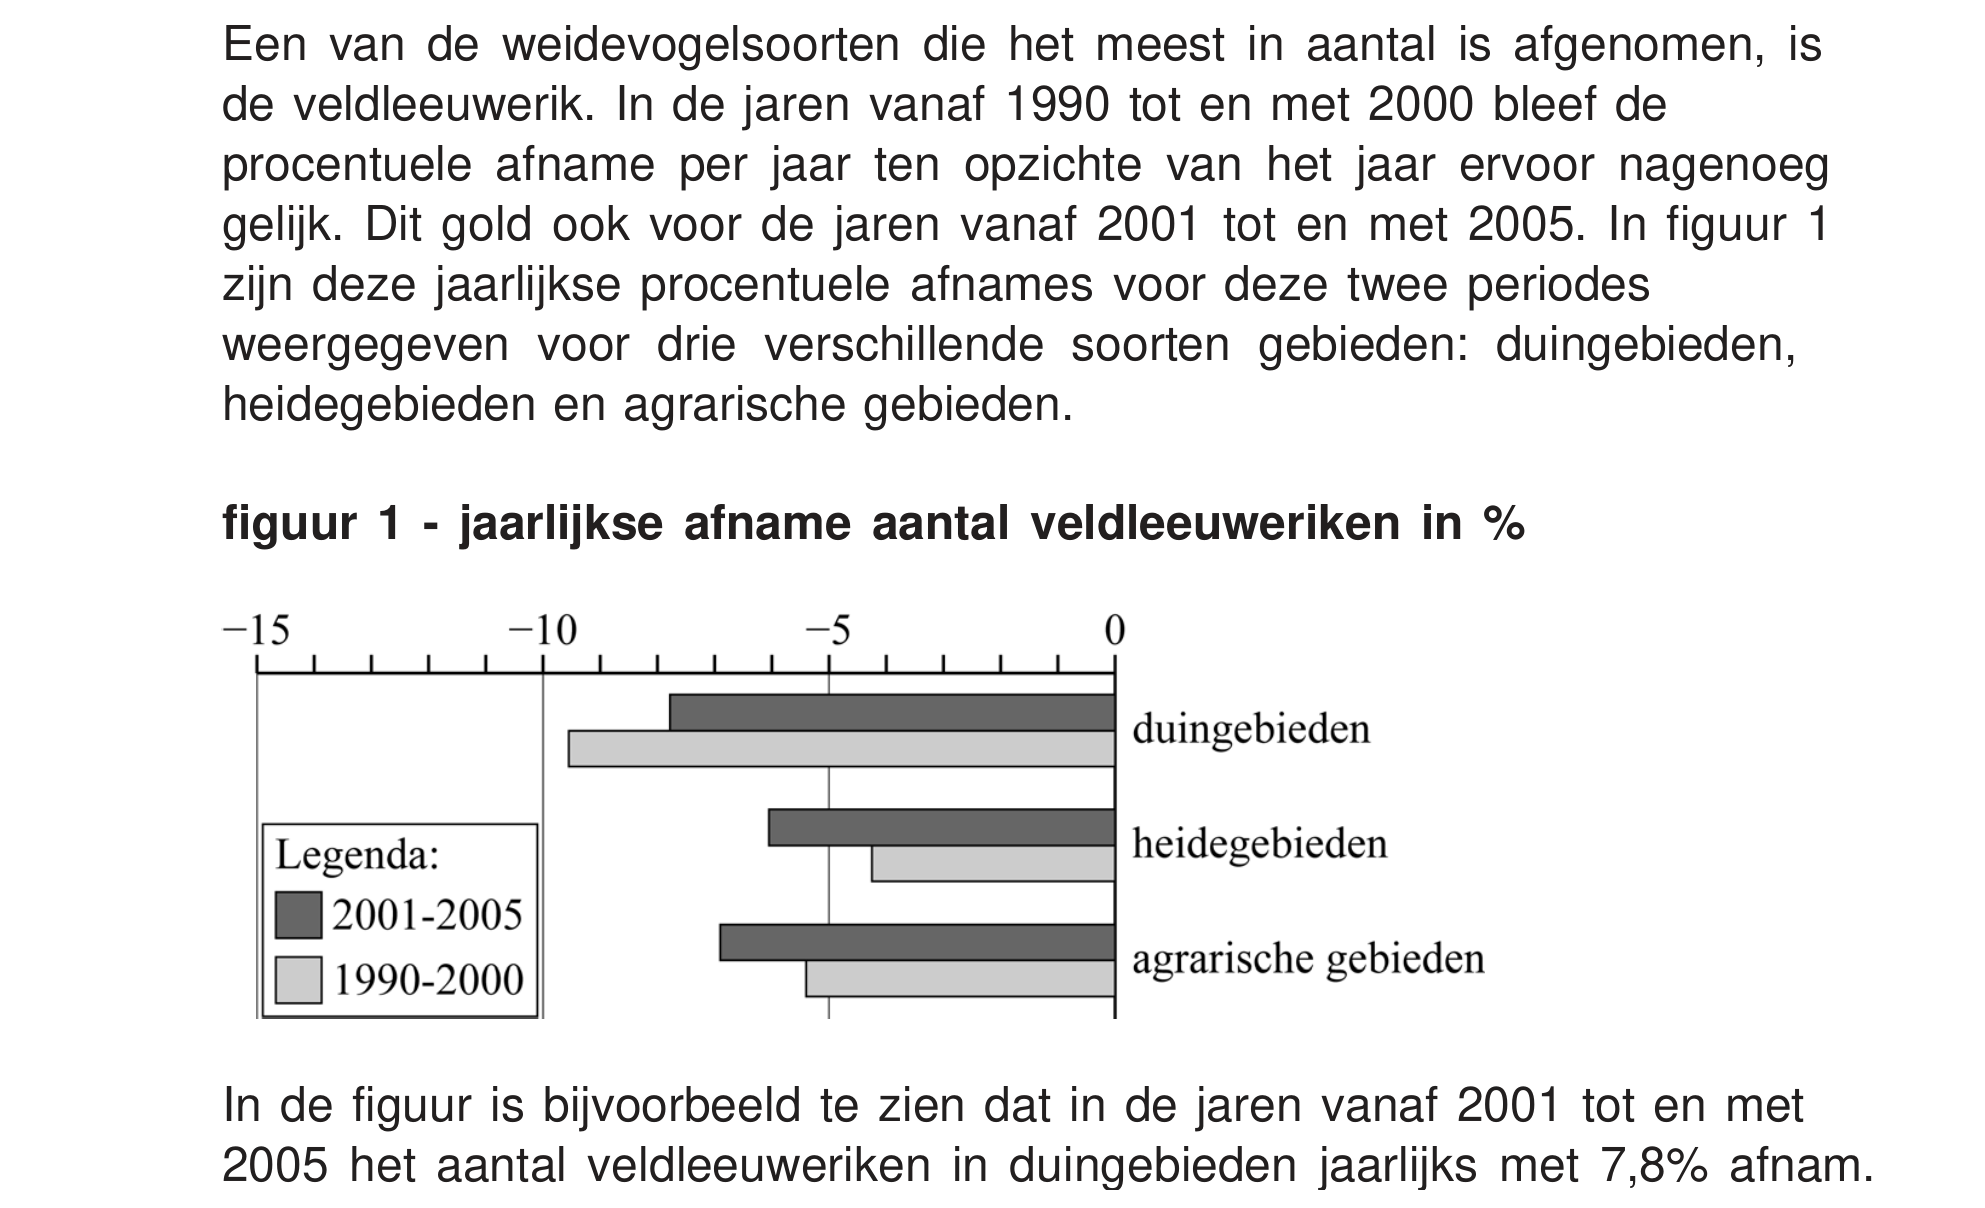 Een van de weidevogelsoorten die het meest in aantal is afgenomen, is
de veldleeuwerik. In de jaren vanaf 1990 tot en met 2000 bleef de
procentuele afname per jaar ten opzichte van het jaar ervoor nagenoeg
gelijk. Dit gold ook voor de jaren vanaf 2001 tot en met 2005. In figuur 1
zijn deze jaarlijkse procentuele afnames voor deze twee periodes
weergegeven voor drie verschillende soorten gebieden: duingebieden,
heidegebieden en agrarische gebieden.
figuur 1 - jaarlijkse afname aantal veldleeuweriken in %
−15 −10 −5 0
duingebieden
heidegebieden
Legenda:
2001-2005
agrarische gebieden
1990-2000
In de figuur is bijvoorbeeld te zien dat in de jaren vanaf 2001 tot en met
2005 het aantal veldleeuweriken in duingebieden jaarlijks met 7,8% afnam.